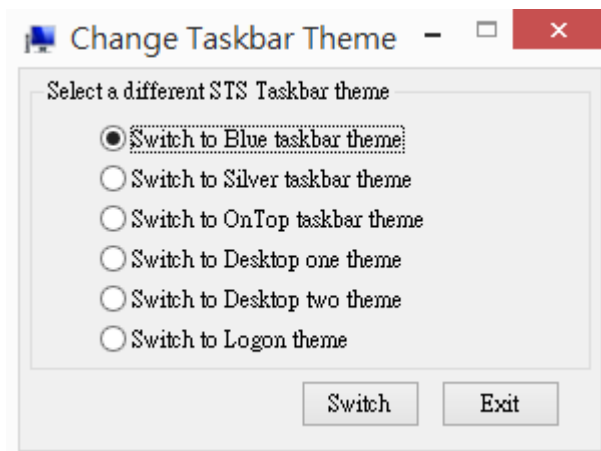 Change Taskbar Theme
Select a different STS Taskbar theme
Switch to Blue taskbar theme
Switch to Silver taskbar theme
Switch to OnTop taskbar theme
Switch to Desktop one theme
Switch to Desktop two theme
Switch to Logon theme
Switch Exit